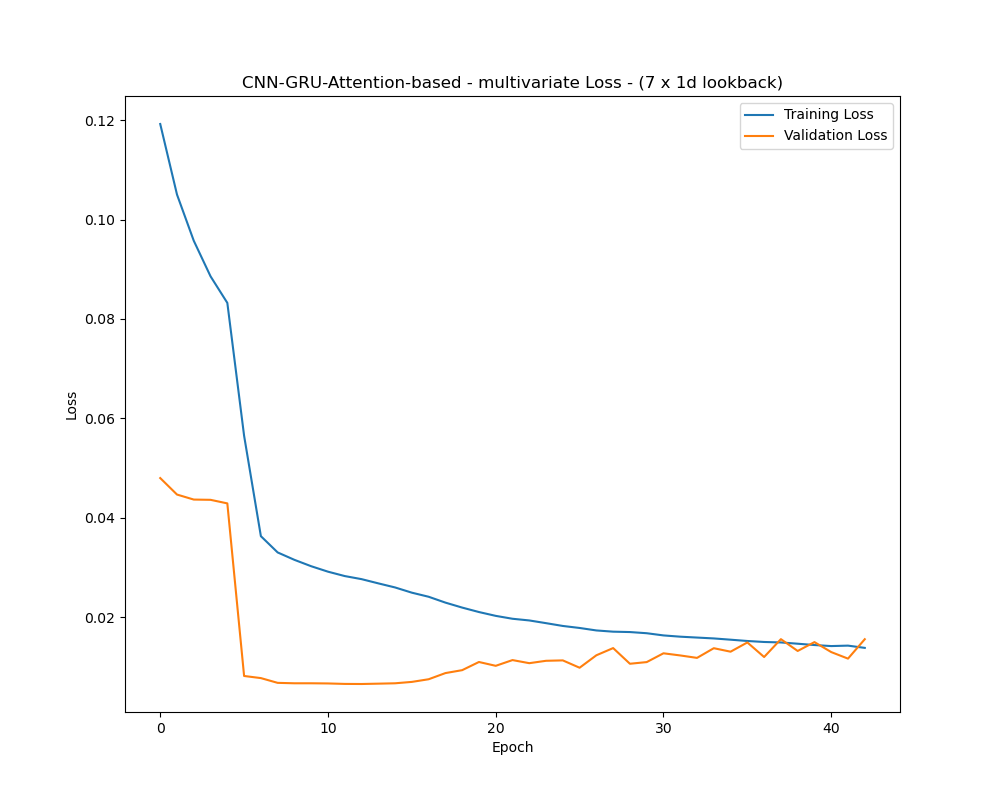 CNN-GRU-Attention-based - multivariate Loss - (7 x 1d lookback)
Training Loss
Validation Loss
0.12
0.10
0.08
0.06
0.04
0.02
Loss
0
10
20
30
40
Epoch